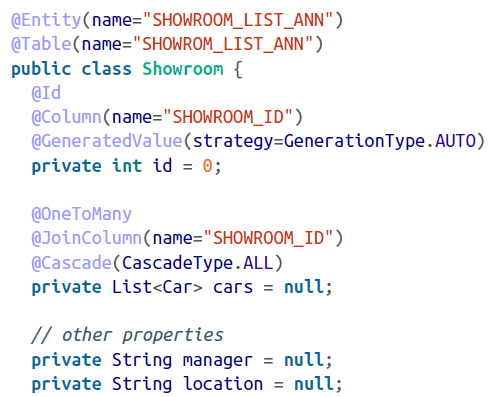 @Entity(name="SHOWROOM_LIST_ANN")
@Table(name="SHOWROM_LIST_ANN")
public class Showroom {
@Id
@Column(name="SHOWROOM_ID")
@GeneratedValue(strategy=GenerationType.AUTO)
private int id = 0;
@OneToMany
@JoinColumn(name="SHOWROOM_ID")
@Cascade(CascadeType.ALL)
private List<Car> cars = null;
// other properties
private String manager = null;
private String location = null;